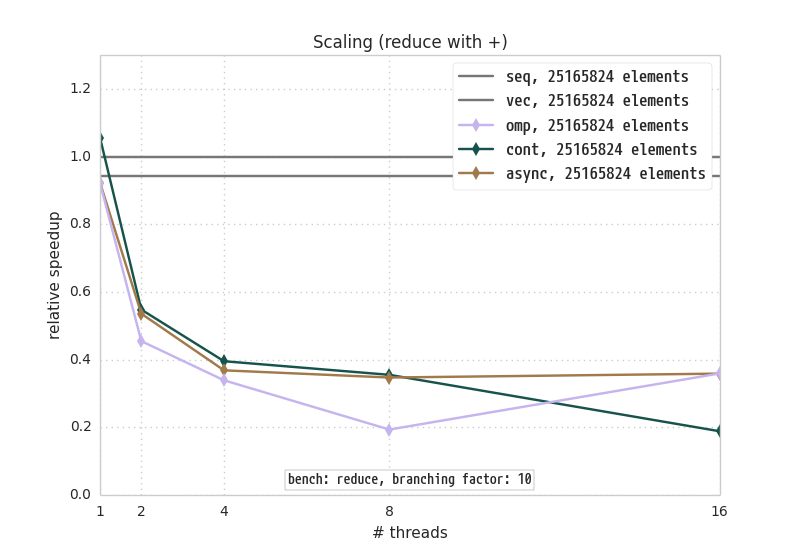 Scaling (reduce with +)
seq, 25165824 elements
vec, 25165824 elements
omp, 25165824 elements
cont, 25165824 elements
async, 25165824 elements
1.2
1.0
0.8
0.6
0.4
0.2
0.0
relative speedup
bench: reduce, branching factor: 10
1 2 4 8 16
# threads